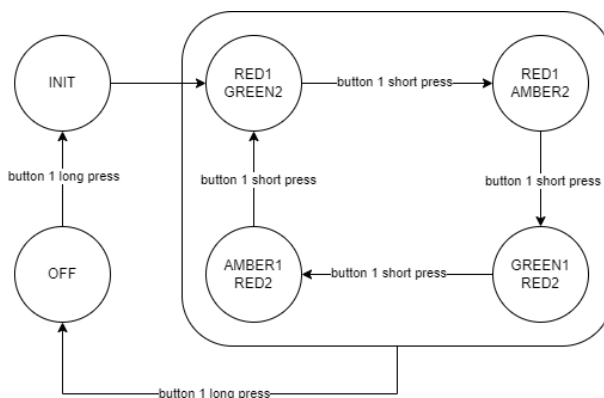 INIT
RED1
GREEN2
button 1 short press
RED1
AMBER2
button 1 long press
button 1 short press
button 1 short press
OFF
AMBER1
RED2
button 1 short press
GREEN1
RED2
button 1 long press